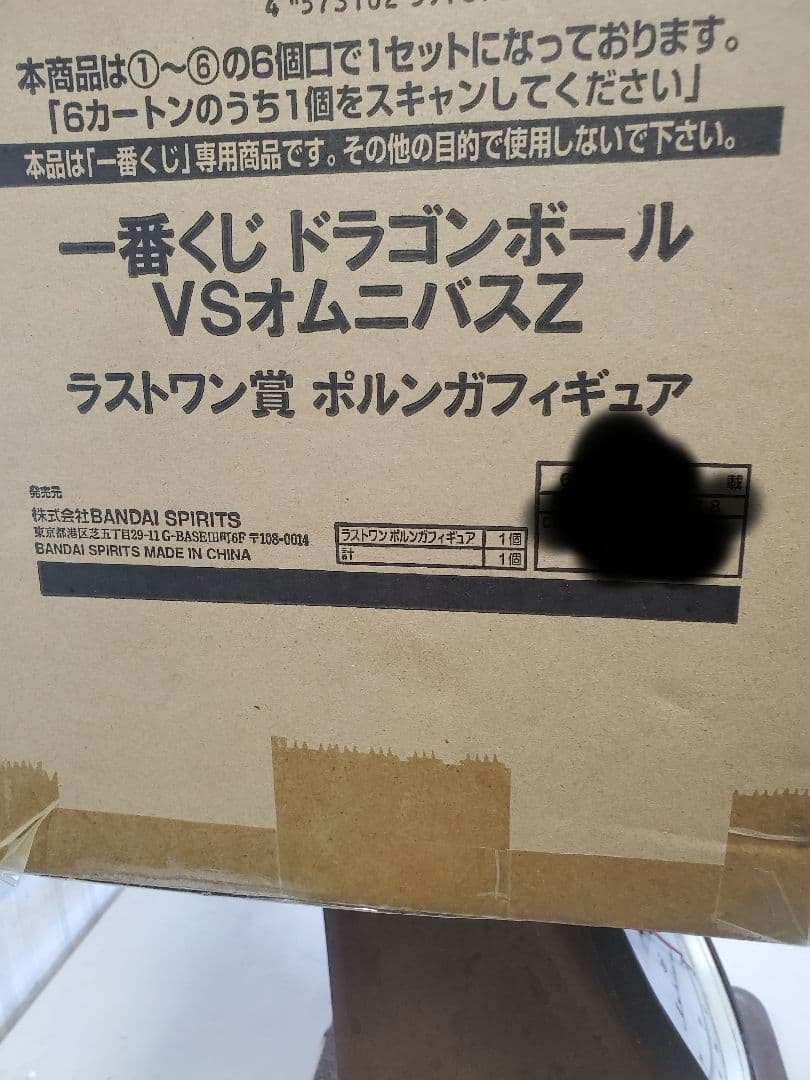 本商品は①～⑥の6個口で1セットになっております。
「6カートンのうち1個をスキャンしてください」
本品は「一番くじ」専用商品です。その他の目的で使用しないで下さい。
一番くじ ドラゴンボール
VSオムニバスZ
ラストワン賞 ポルンガフィギュア
発売元
株式会社BANDAI SPIRITS
東京都港区芝五丁目29-11 G-BASE田町6F 〒108-0014
BANDAI SPIRITS MADE IN CHINA
ラストワン ポルンガフィギュア 1個
計 1個
載